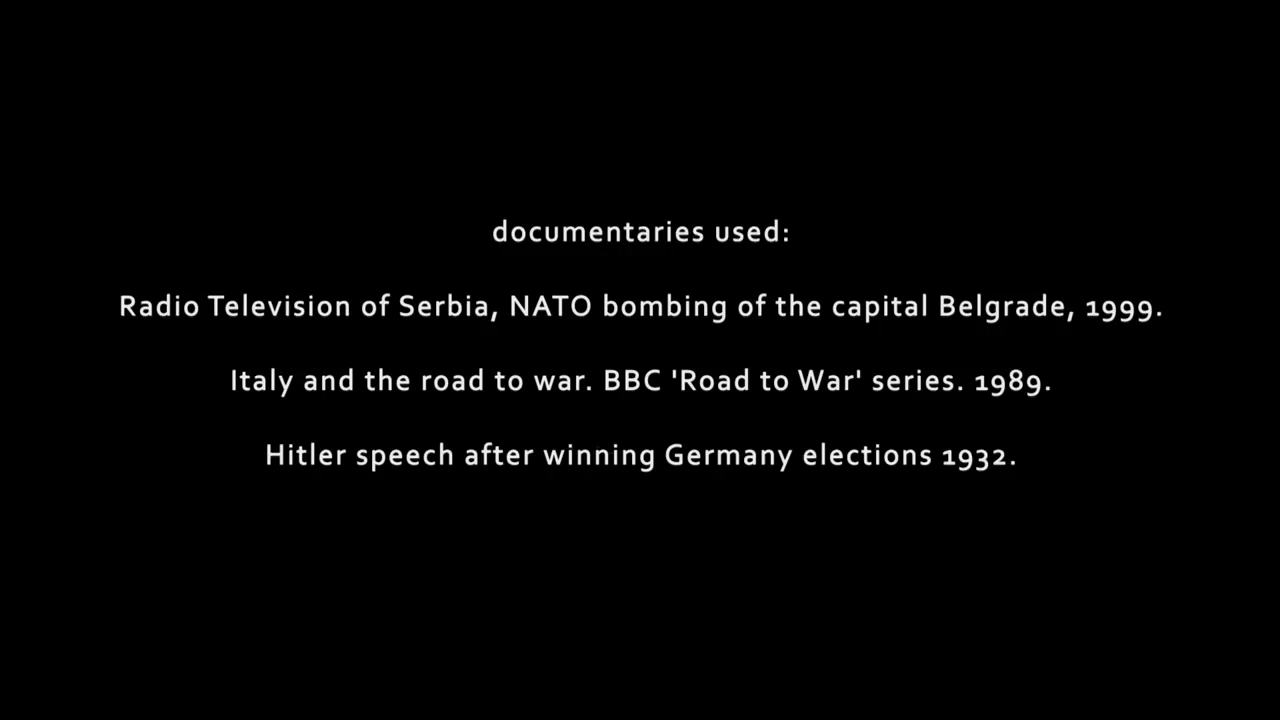 documentaries used:
Radio Television of Serbia, NATO bombing of the capital Belgrade, 1999.
Italy and the road to war. BBC 'Road to War' series. 1989.
Hitler speech after winning Germany elections 1932.